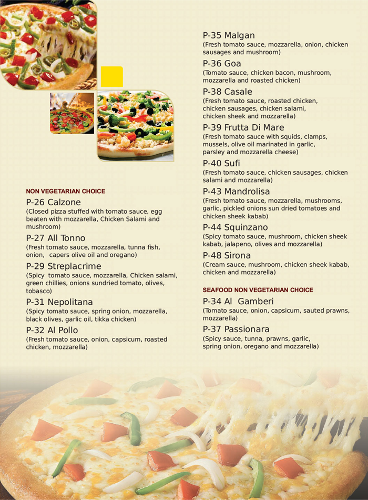 NON VEGETARIAN CHOICE
P-26 Calzone
(Closed pizza stuffed with tomato sauce, egg
beaten with mozzarella, Chicken Salami and
mushroom)
P-27 All Tonno
(Fresh tomato sauce, mozzarella, tunna fish,
onion, capers olive oil and oregano)
P-29 Streplacrime
(Spicy tomato sauce, mozzarella, Chicken salami,
green chillies, onions sundried tomato, olives,
tobasco)
P-31 Nepolitana
(Spicy tomato sauce, spring onion, mozzarella,
black olives, garlic oil, tikka chicken)
P-32 Al Pollo
(Fresh tomato sauce, onion, capsicum, roasted
chicken, mozzarella)
P-35 Malgan
(Fresh tomato sauce, mozzarella, onion, chicken
sausages and mushroom)
P-36 Goa
(Tomato sauce, chicken bacon, mushroom,
mozzarella and roasted chicken)
P-38 Casale
(Fresh tomato sauce, roasted chicken,
chicken sausages, chicken salami,
chicken sheek and mozzarella)
P-39 Frutta Di Mare
(Fresh tomato sauce with squids, clamps,
mussels, olive oil marinated in garlic,
parsley and mozzarella cheese)
P-40 Sufi
(Fresh tomato sauce, chicken sausages, chicken
salami and mozzarella)
P-43 Mandrolisa
(Fresh tomato sauce, mozzarella, mushrooms,
garlic, pickled onions sun dried tomatoes and
chicken sheek kabab)
P-44 Squinzano
(Spicy tomato sauce, mushroom, chicken sheek
kabab, jalapeno, olives and mozzarella)
P-48 Sirona
(Cream sauce, mushroom, chicken sheek kabab,
chicken and mozzarella)
SEAFOOD NON VEGETARIAN CHOICE
P-34 Al Gamberi
(Tomato sauce, onion, capsicum, sauted prawns,
mozzarella)
P-37 Passionara
(Spicy sauce, tunna, prawns, garlic,
spring onion, oregano and mozzarella)